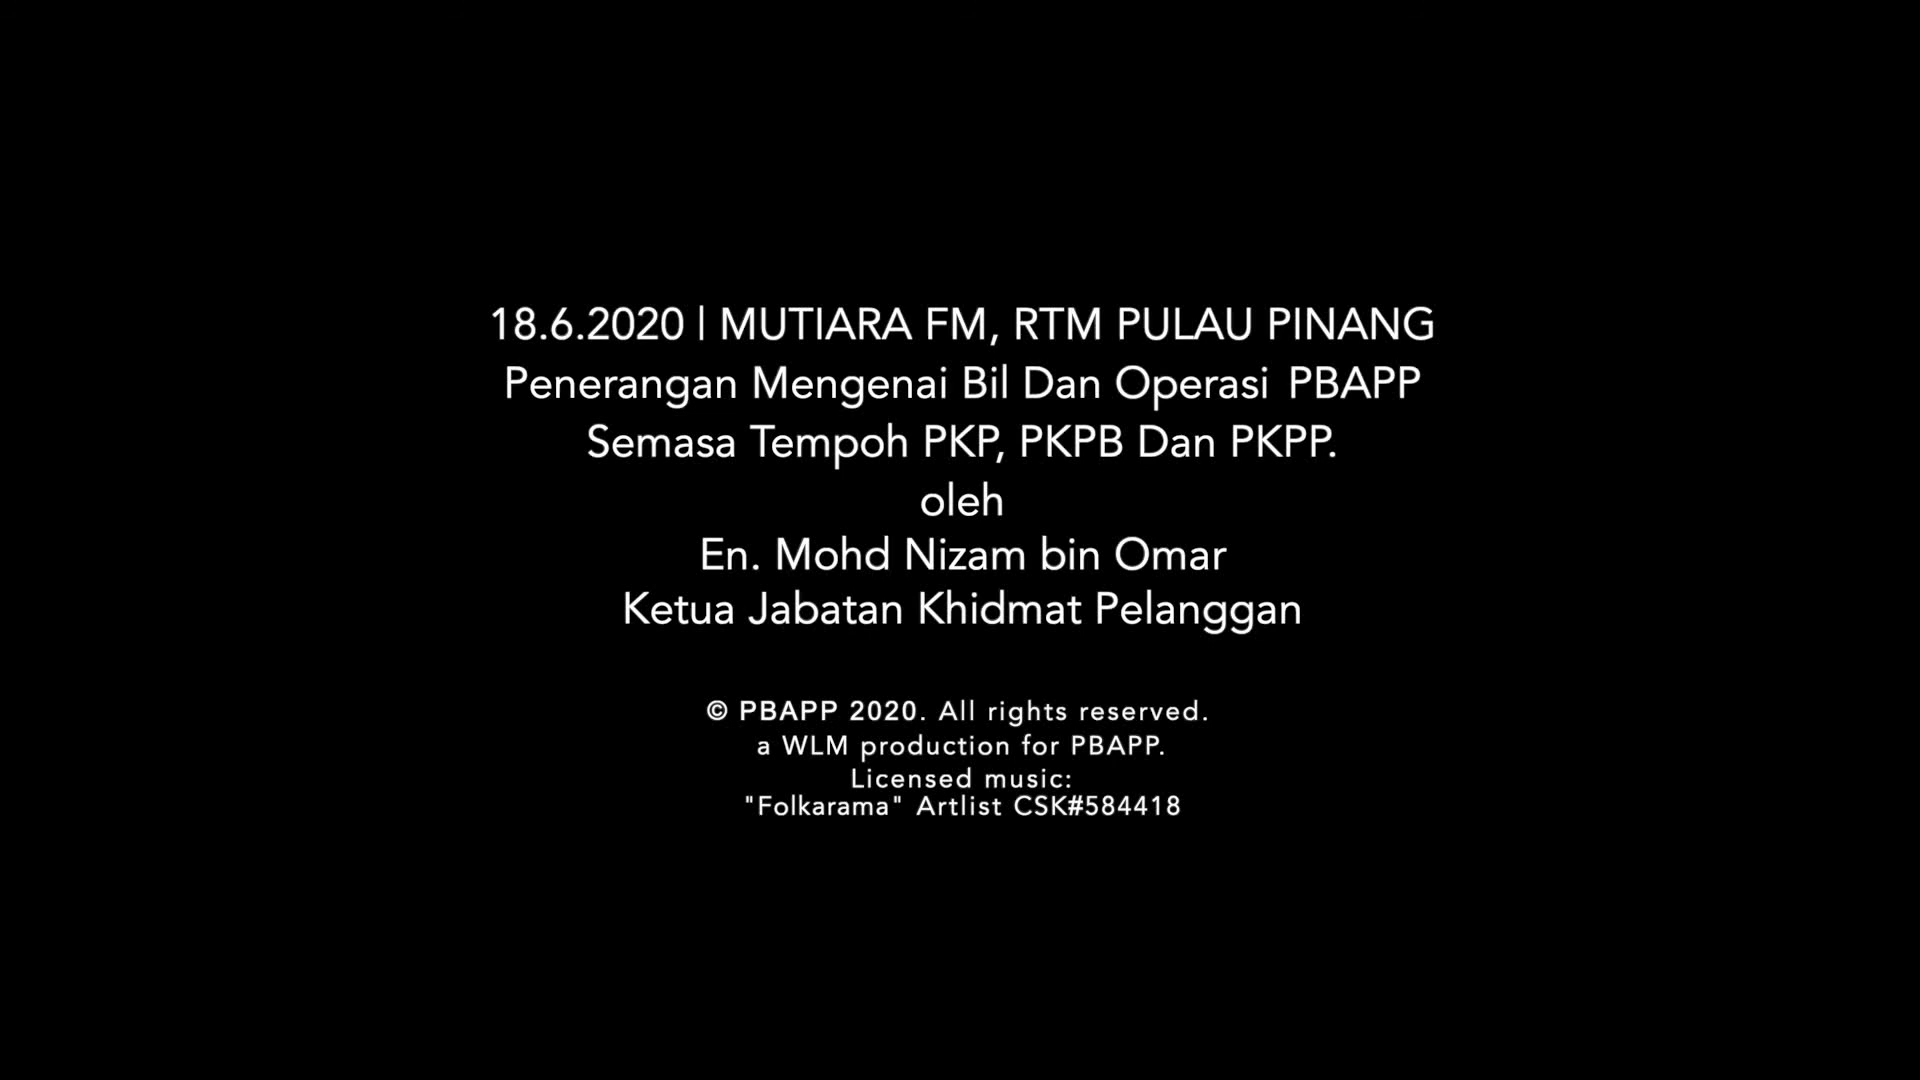 18.6.2020 | MUTIARA FM, RTM PULAU PINANG
Penerangan Mengenai Bil Dan Operasi PBAPP
Semasa Tempoh PKP, PKPB Dan PKPP.
oleh
En. Mohd Nizam bin Omar
Ketua Jabatan Khidmat Pelanggan
© PBAPP 2020. All rights reserved.
a WLM production for PBAPP.
Licensed music:
"Folkarama" Artlist CSK#584418